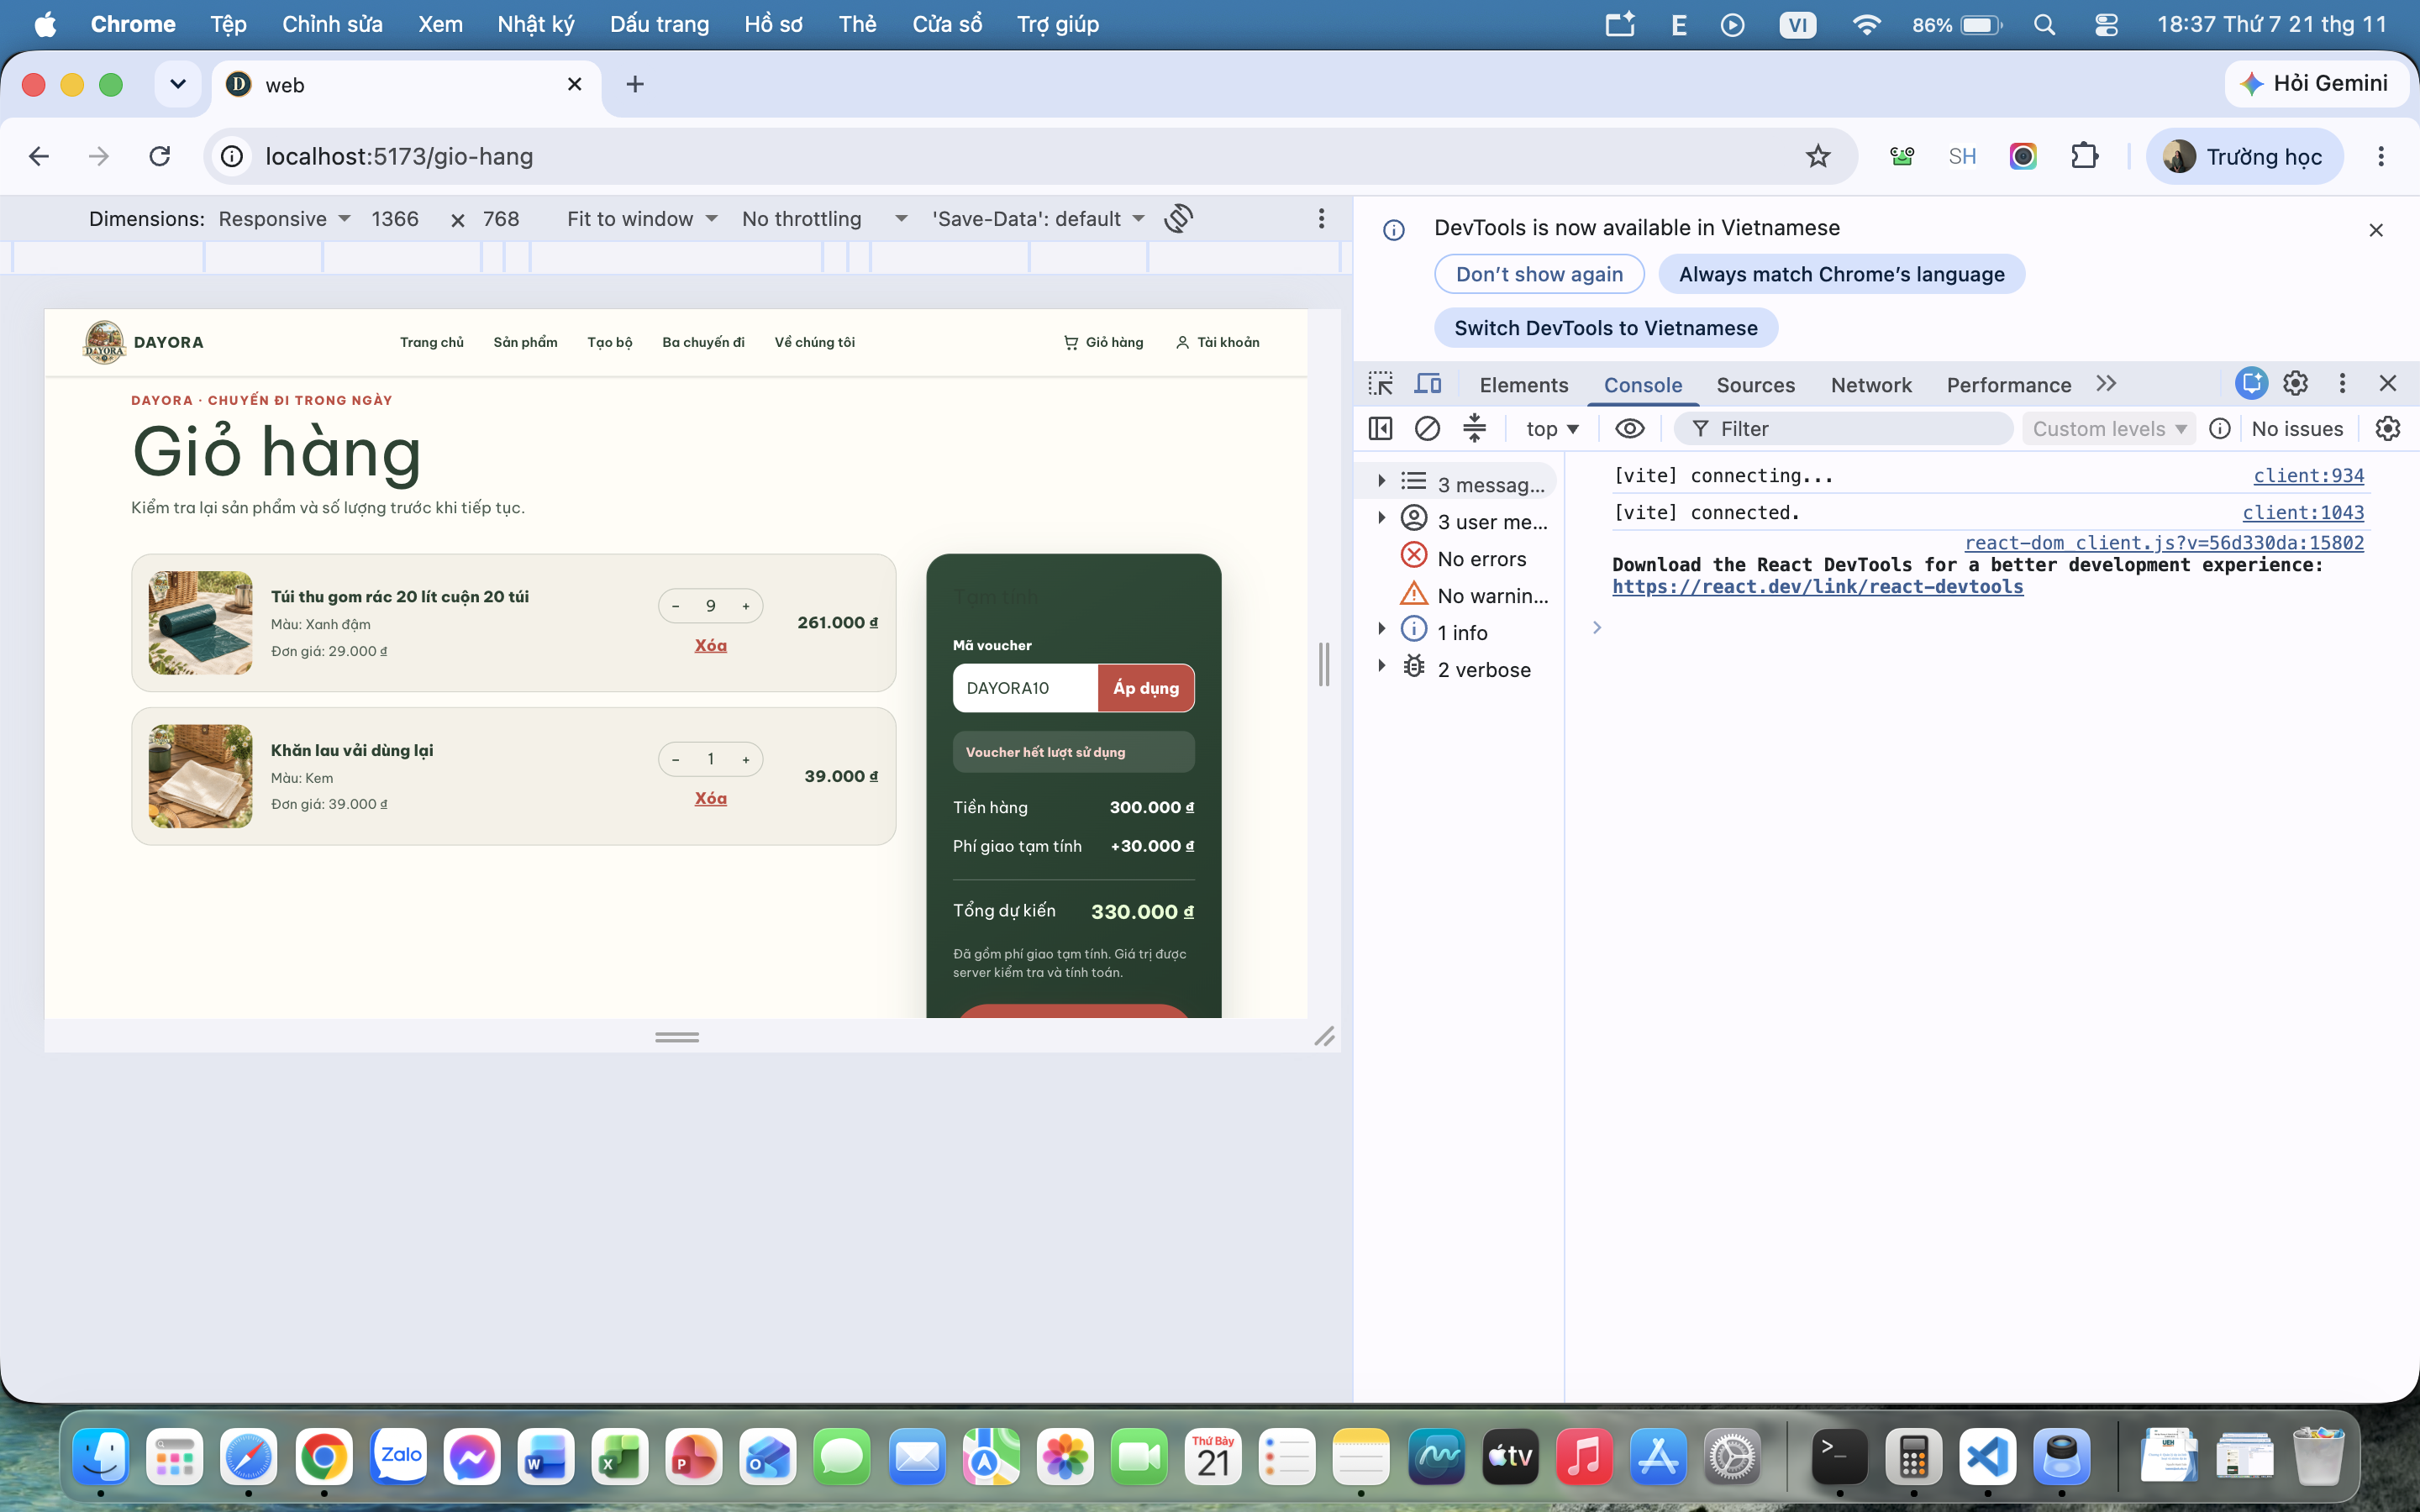 Chrome Tệp Chỉnh sửa Xem Nhật ký Dấu trang Hồ sơ Thẻ Cửa sổ Trợ giúp E VI 86% 18:37 Thứ 7 21 thg 11
D web Hỏi Gemini
localhost:5173/gio-hang SH Trường học
Dimensions: Responsive 1366 x 768 Fit to window No throttling 'Save-Data': default
DevTools is now available in Vietnamese
Don't show again Always match Chrome's language
Switch DevTools to Vietnamese
Elements Console Sources Network Performance
top Filter Custom levels No issues
3 messag...
3 user me...
No errors
No warnin...
1 info
2 verbose
[vite] connecting... client:934
[vite] connected. client:1043
react-dom_client.js?v=56d330da:15802
Download the React DevTools for a better development experience:
https://react.dev/link/react-devtools
DAYORA DAYORA Trang chủ Sản phẩm Tạo bộ Ba chuyến đi Về chúng tôi Giỏ hàng Tài khoản
DAYORA · CHUYẾN ĐI TRONG NGÀY
Giỏ hàng
Kiểm tra lại sản phẩm và số lượng trước khi tiếp tục.
Túi thu gom rác 20 lít cuộn 20 túi
Màu: Xanh đậm
Đơn giá: 29.000 ₫
- 9 +
Xóa
261.000 ₫
Khăn lau vải dùng lại
Màu: Kem
Đơn giá: 39.000 ₫
- 1 +
Xóa
39.000 ₫
Tạm tính
Mã voucher
DAYORA10 Áp dụng
Voucher hết lượt sử dụng
Tiền hàng 300.000 ₫
Phí giao tạm tính +30.000 ₫
Tổng dự kiến 330.000 ₫
Đã gồm phí giao tạm tính. Giá trị được
server kiểm tra và tính toán.
Zalo W X P O Thứ Bảy 21 tv